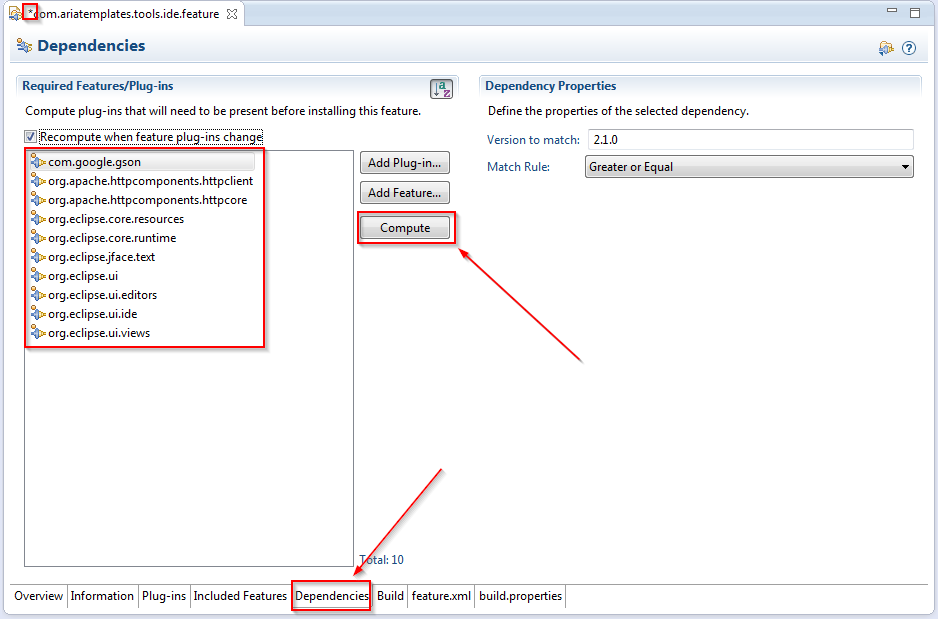 *com.ariatemplates.tools.ide.feature
Dependencies
Required Features/Plug-ins
a
z
Compute plug-ins that will need to be present before installing this feature.
Recompute when feature plug-ins change
com.google.gson
org.apache.httpcomponents.httpclient
org.apache.httpcomponents.httpcore
org.eclipse.core.resources
org.eclipse.core.runtime
org.eclipse.jface.text
org.eclipse.ui
org.eclipse.ui.editors
org.eclipse.ui.ide
org.eclipse.ui.views
Add Plug-in...
Add Feature...
Compute
Total: 10
Dependency Properties
Define the properties of the selected dependency.
Version to match: 2.1.0
Match Rule: Greater or Equal
Overview Information Plug-ins Included Features Dependencies Build feature.xml build.properties